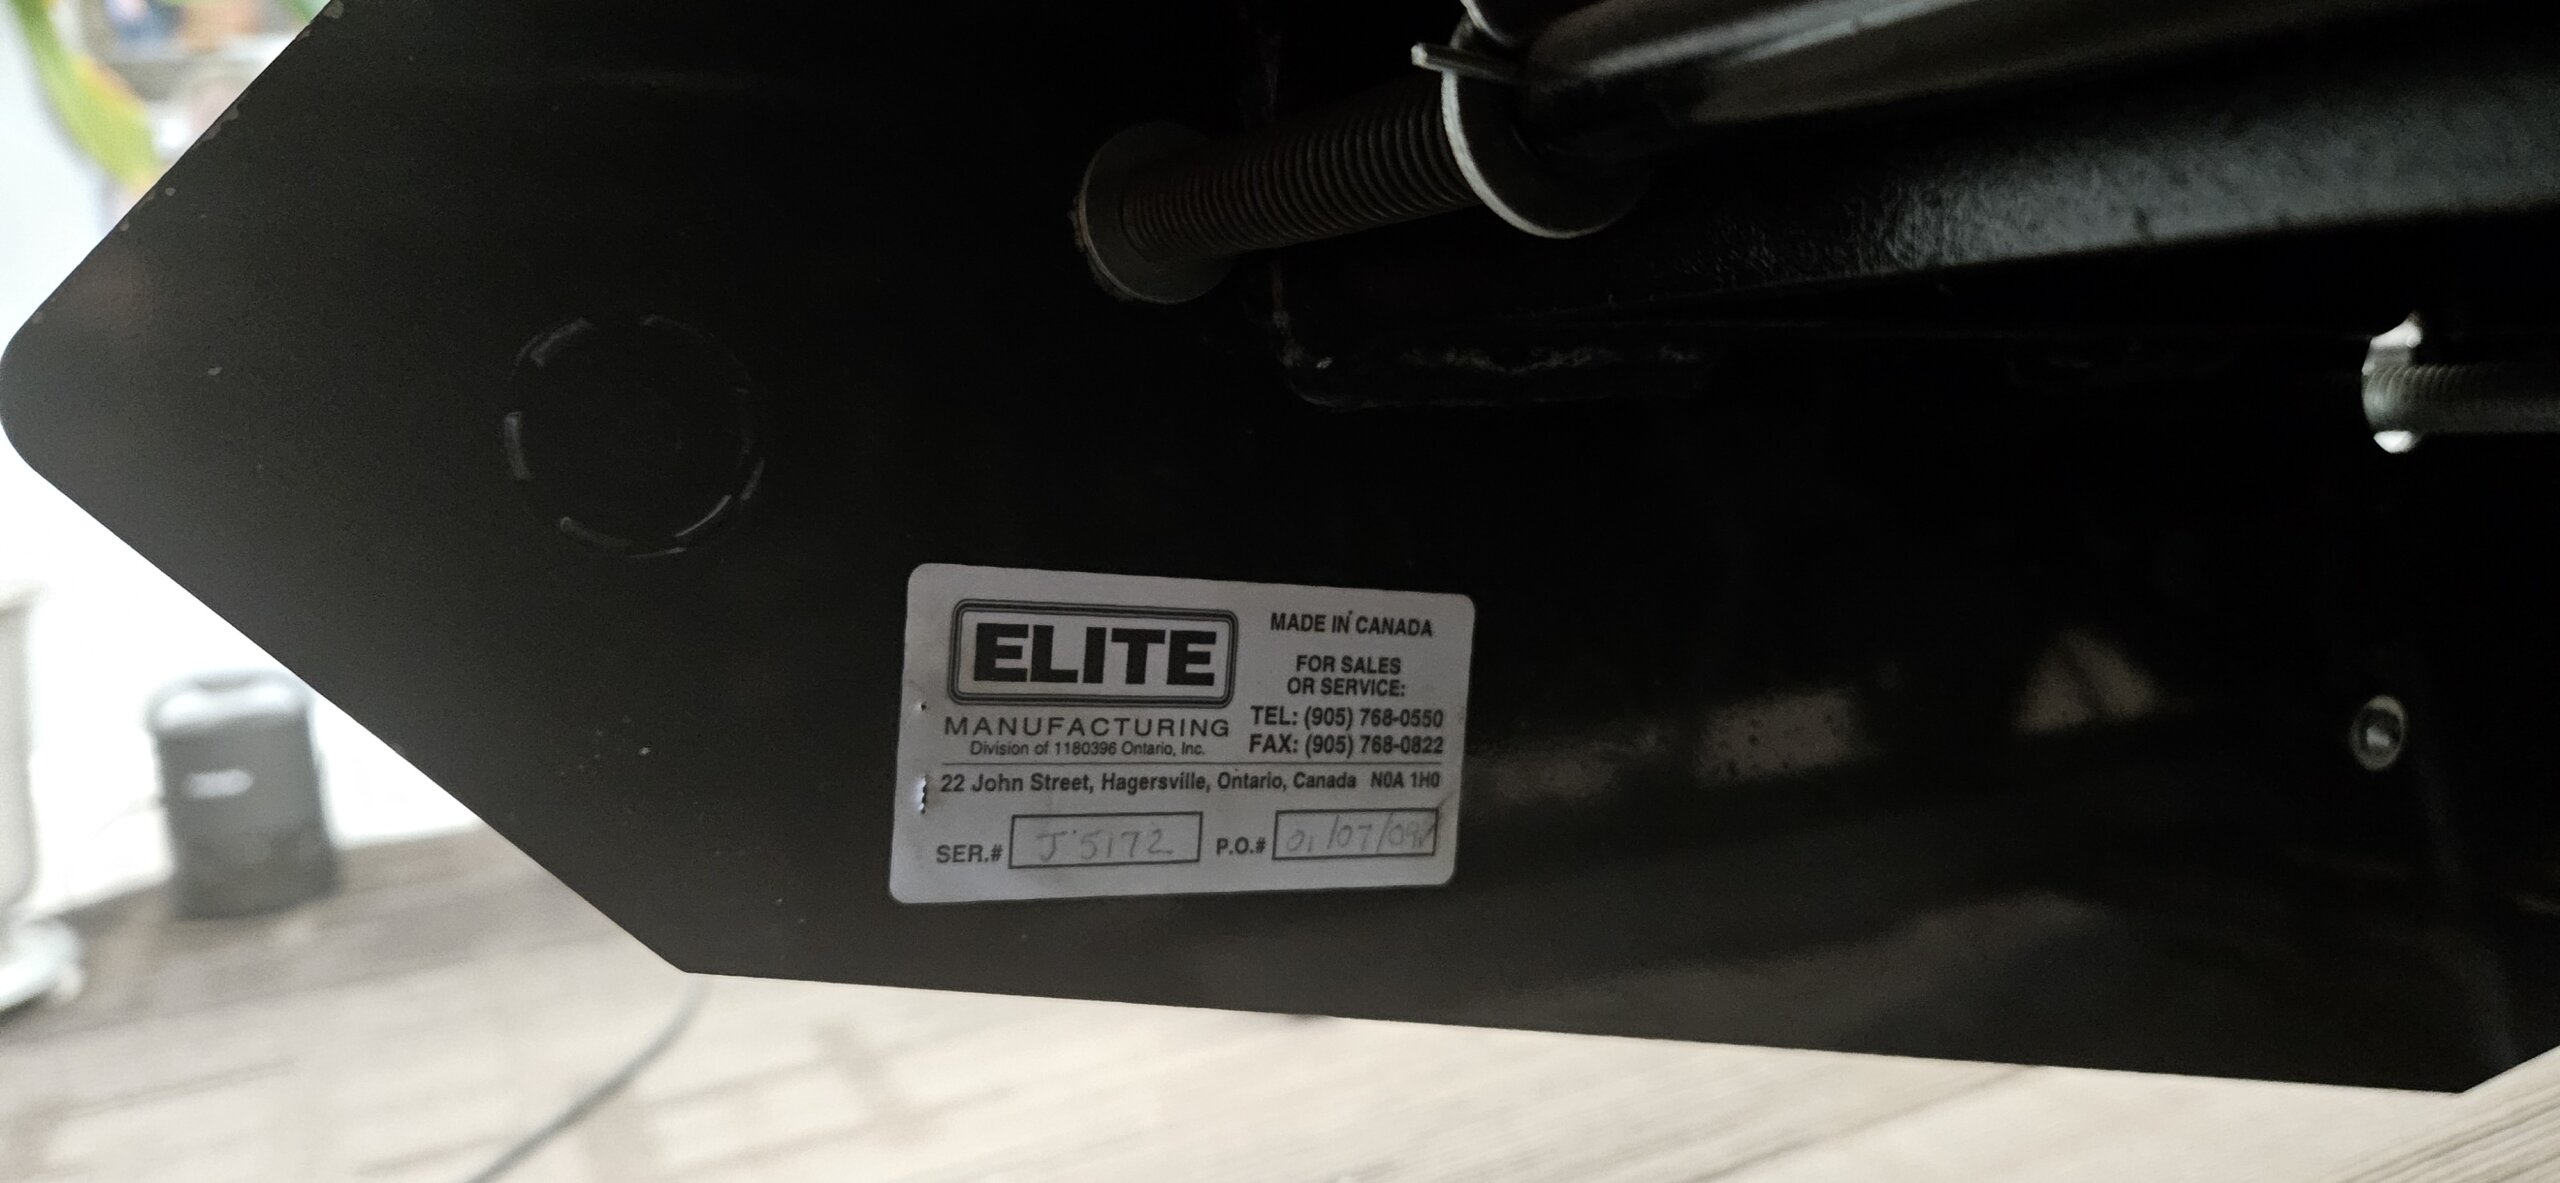 ELITE
MANUFACTURING
Division of 1180396 Ontario, Inc.
MADE IN CANADA
FOR SALES
OR SERVICE:
TEL: (905) 768-0550
FAX: (905) 768-0822
22 John Street, Hagersville, Ontario, Canada N0A 1H0
SER.# J5172 P.O.#